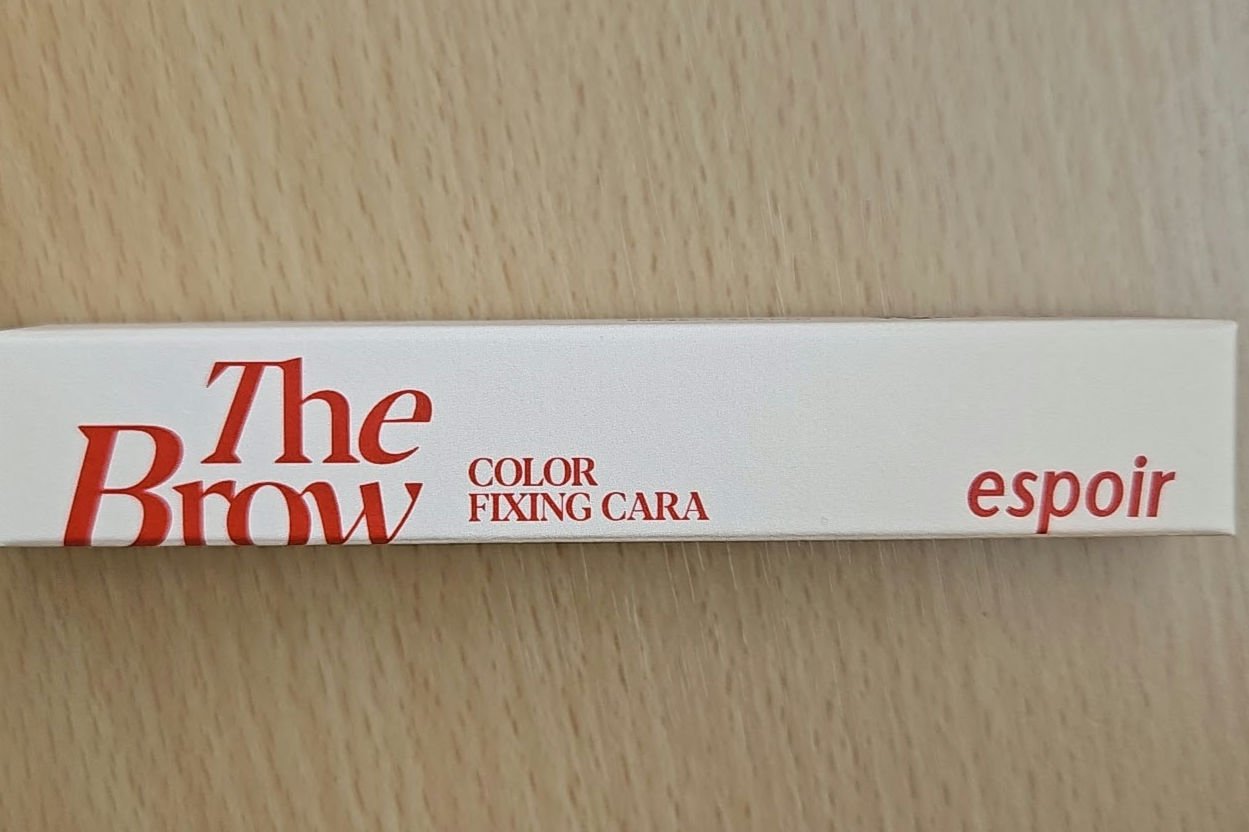 The
Brow
COLOR
FIXING CARA
espoir